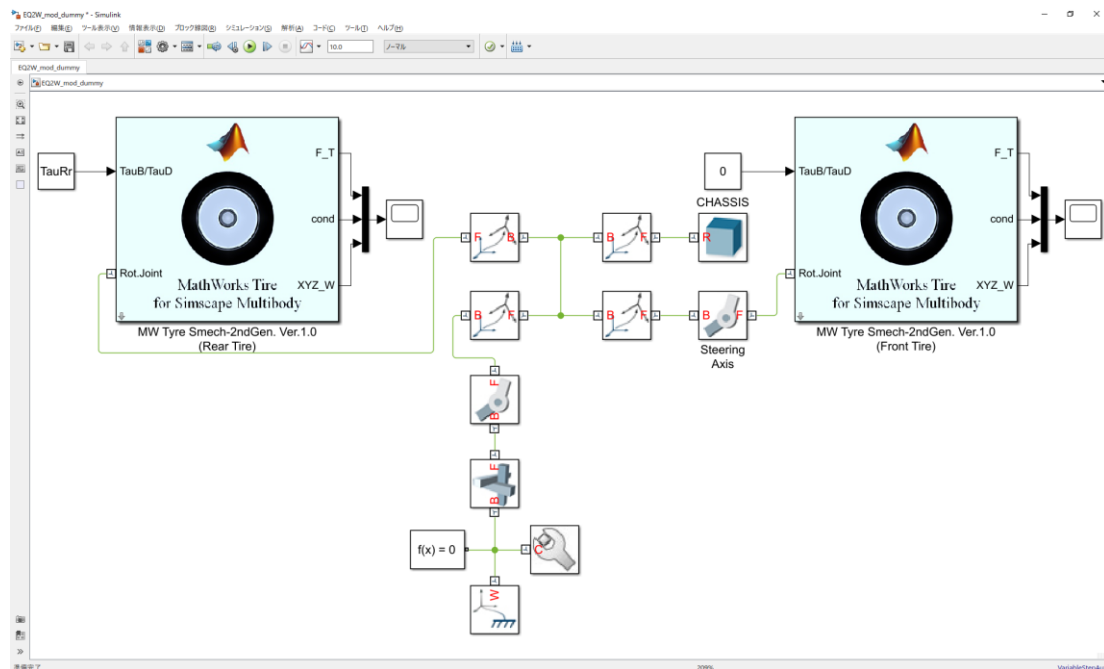 EQ2W_mod_dummy * - Simulink
ファイル(F) 編集(E) ツール表示(V) 情報表示(D) ブロック線図(R) シミュレーション(S) 解析(A) コード(C) ツール(T) ヘルプ(H)
10.0 ノーマル
EQ2W_mod_dummy
EQ2W_mod_dummy
TauRr
TauB/TauD
F_T
cond
XYZ_W
Rot.Joint
MathWorks Tire
for Simscape Multibody
MW Tyre Smech-2ndGen. Ver.1.0
(Rear Tire)
0
CHASSIS
TauB/TauD
F_T
cond
XYZ_W
Rot.Joint
MathWorks Tire
for Simscape Multibody
MW Tyre Smech-2ndGen. Ver.1.0
(Front Tire)
F B
B F
R
B F
B F
B F
Steering
Axis
F
B
F
B
f(x) = 0
C
W
準備完了
209%